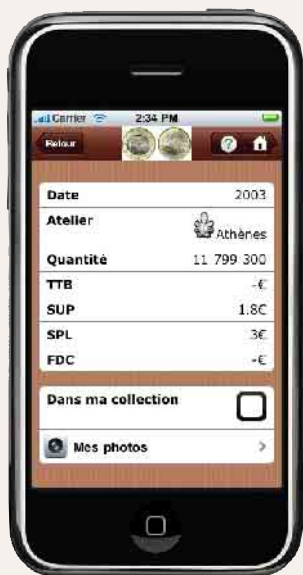 Carrier 2:34 PM
Retour ?
Date 2003
Atelier Athènes
Quantité 11 799 300
TTB -€
SUP 1.8€
SPL 3€
FDC -€
Dans ma collection
Mes photos >